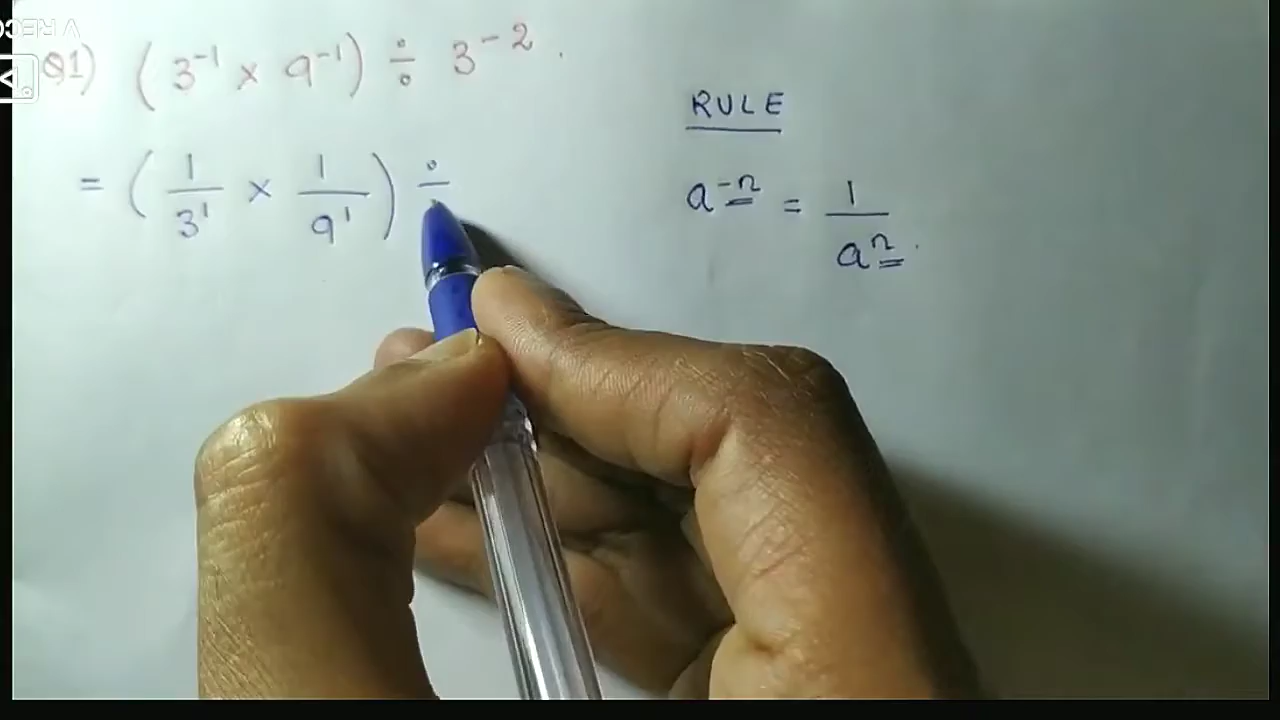 Q1) (3⁻¹ × 9⁻¹) ÷ 3⁻² .
RULE
= (1/3¹ × 1/9¹) ÷
a⁻ⁿ = 1/aⁿ .